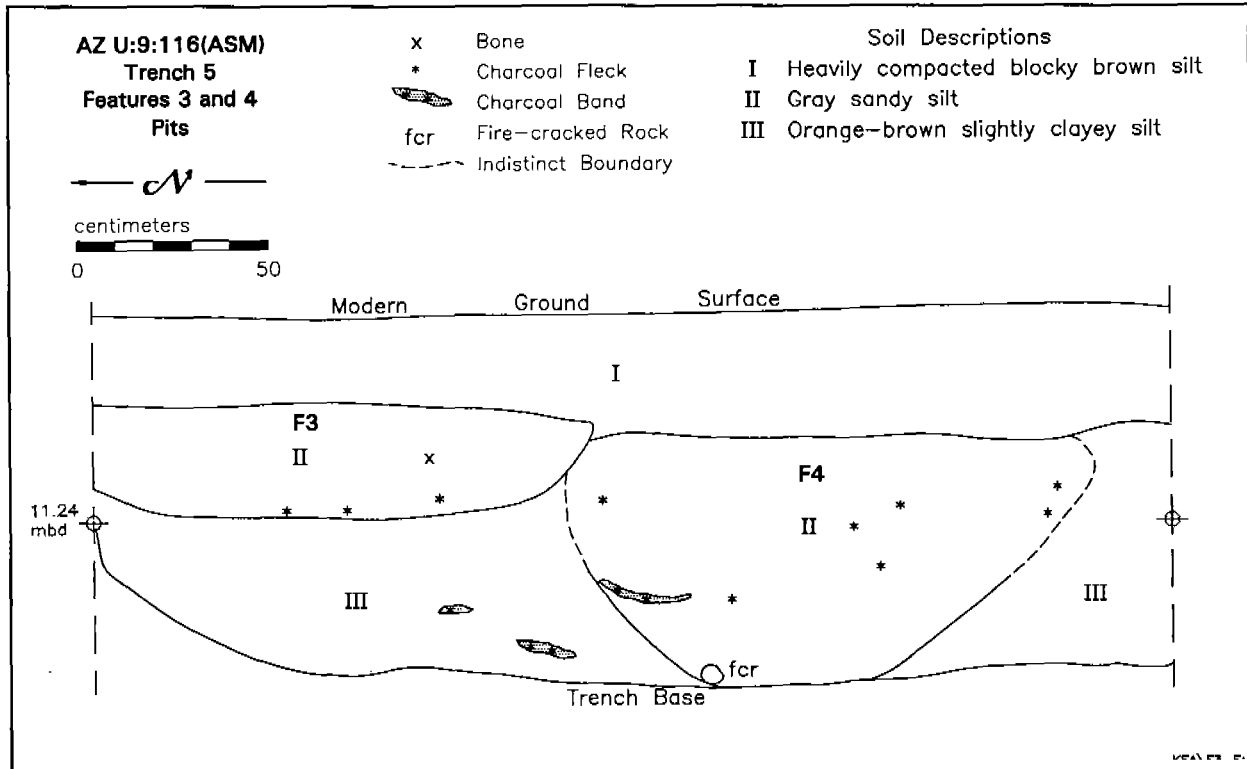 AZ U:9:116(ASM)
Trench 5
Features 3 and 4
Pits
N
centimeters
0 50
x Bone
* Charcoal Fleck
Charcoal Band
fcr Fire-cracked Rock
Indistinct Boundary
Soil Descriptions
I Heavily compacted blocky brown silt
II Gray sandy silt
III Orange-brown slightly clayey silt
Modern Ground Surface
I
F3
II
x
F4
II
11.24
mbd
III
III
fcr
Trench Base